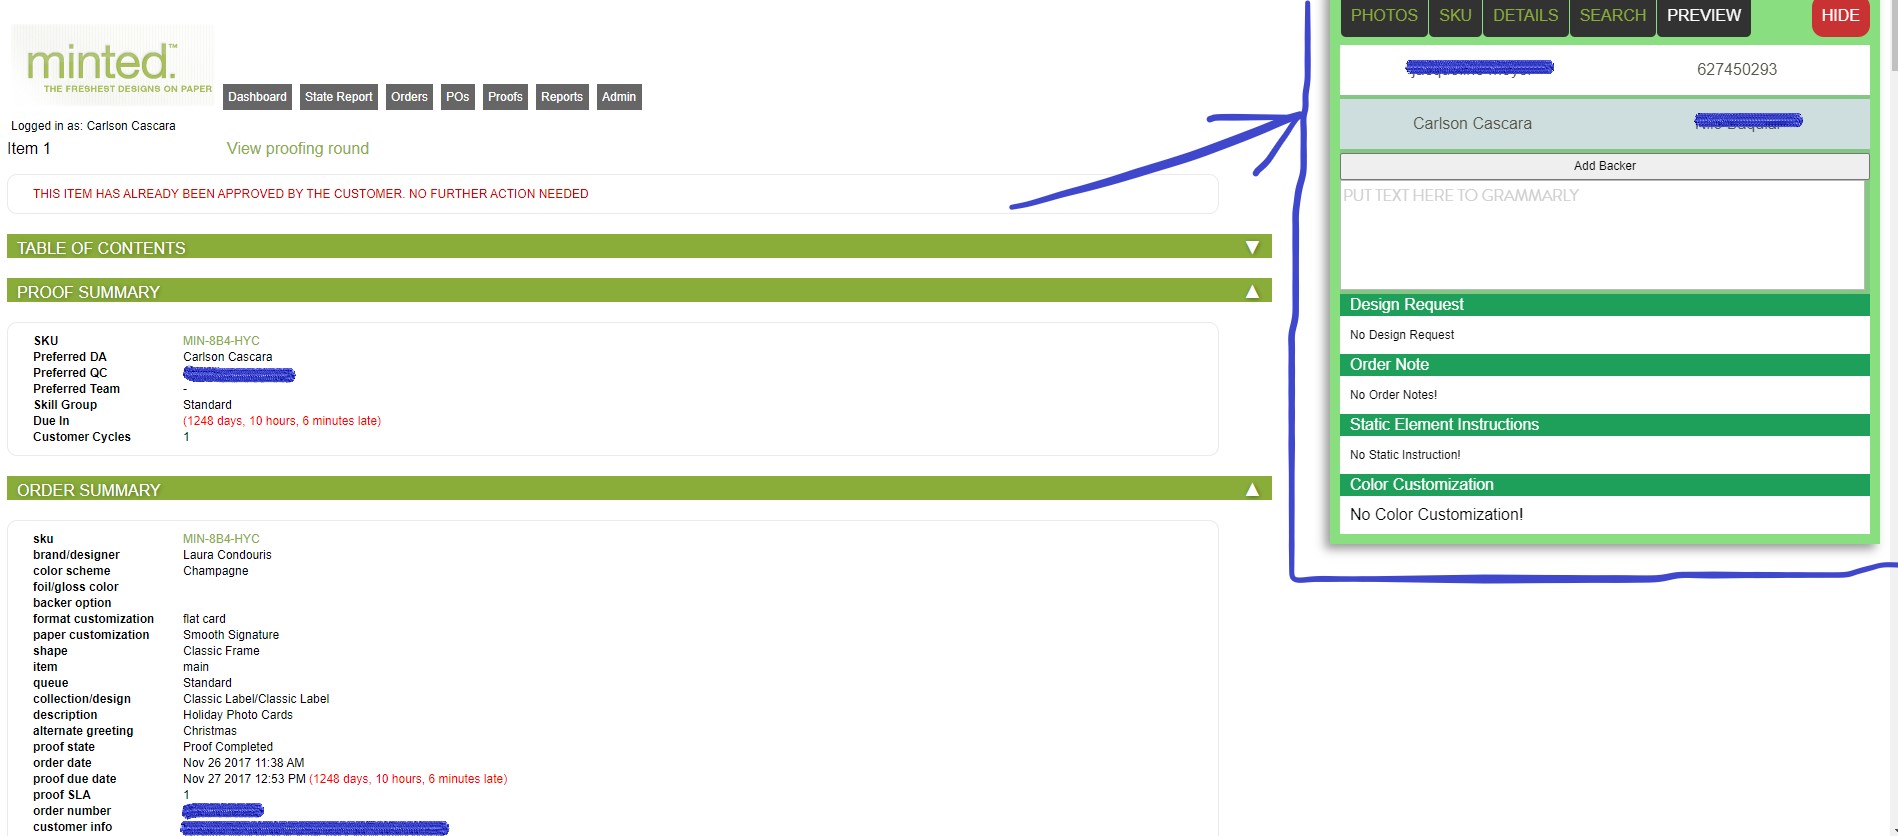 minted.™
THE FRESHEST DESIGNS ON PAPER
Dashboard State Report Orders POs Proofs Reports Admin
Logged in as: Carlson Cascara
Item 1 View proofing round
THIS ITEM HAS ALREADY BEEN APPROVED BY THE CUSTOMER. NO FURTHER ACTION NEEDED
TABLE OF CONTENTS ▼
PROOF SUMMARY ▲
SKU MIN-8B4-HYC
Preferred DA Carlson Cascara
Preferred QC
Preferred Team -
Skill Group Standard
Due In (1248 days, 10 hours, 6 minutes late)
Customer Cycles 1
ORDER SUMMARY ▲
sku MIN-8B4-HYC
brand/designer Laura Condouris
color scheme Champagne
foil/gloss color
backer option
format customization flat card
paper customization Smooth Signature
shape Classic Frame
item main
queue Standard
collection/design Classic Label/Classic Label
description Holiday Photo Cards
alternate greeting Christmas
proof state Proof Completed
order date Nov 26 2017 11:38 AM
proof due date Nov 27 2017 12:53 PM (1248 days, 10 hours, 6 minutes late)
proof SLA 1
order number
customer info
PHOTOS SKU DETAILS SEARCH PREVIEW HIDE
627450293
Carlson Cascara
Add Backer
PUT TEXT HERE TO GRAMMARLY
Design Request
No Design Request
Order Note
No Order Notes!
Static Element Instructions
No Static Instruction!
Color Customization
No Color Customization!